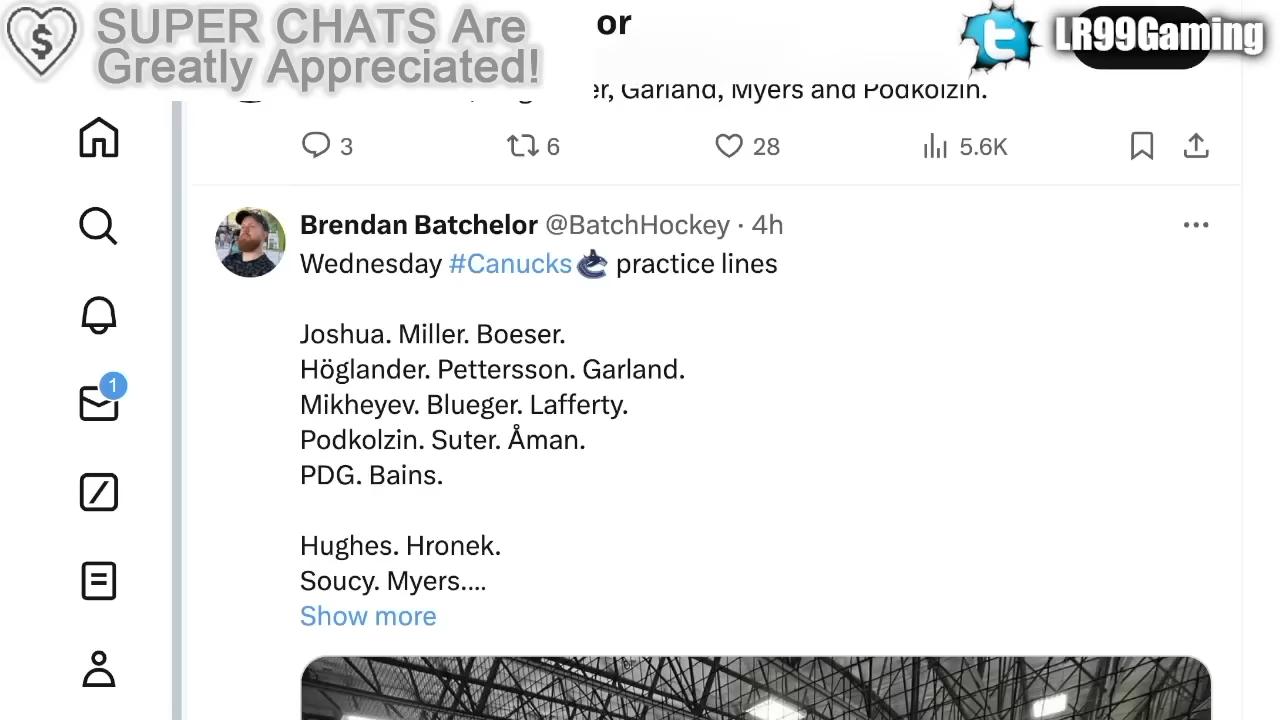 SUPER CHATS Are
Greatly Appreciated!
or
LR99Gaming
er, Garland, Myers and Podkolzin.
3 6 28 5.6K
Brendan Batchelor @BatchHockey · 4h
Wednesday #Canucks practice lines
Joshua. Miller. Boeser.
Höglander. Pettersson. Garland.
Mikheyev. Blueger. Lafferty.
Podkolzin. Suter. Åman.
PDG. Bains.
Hughes. Hronek.
Soucy. Myers....
Show more
1